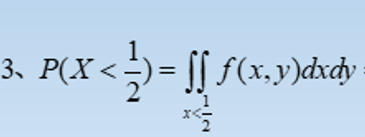 3、 P(X < 1/2) = ∬_{x<1/2} f(x, y)dxdy =